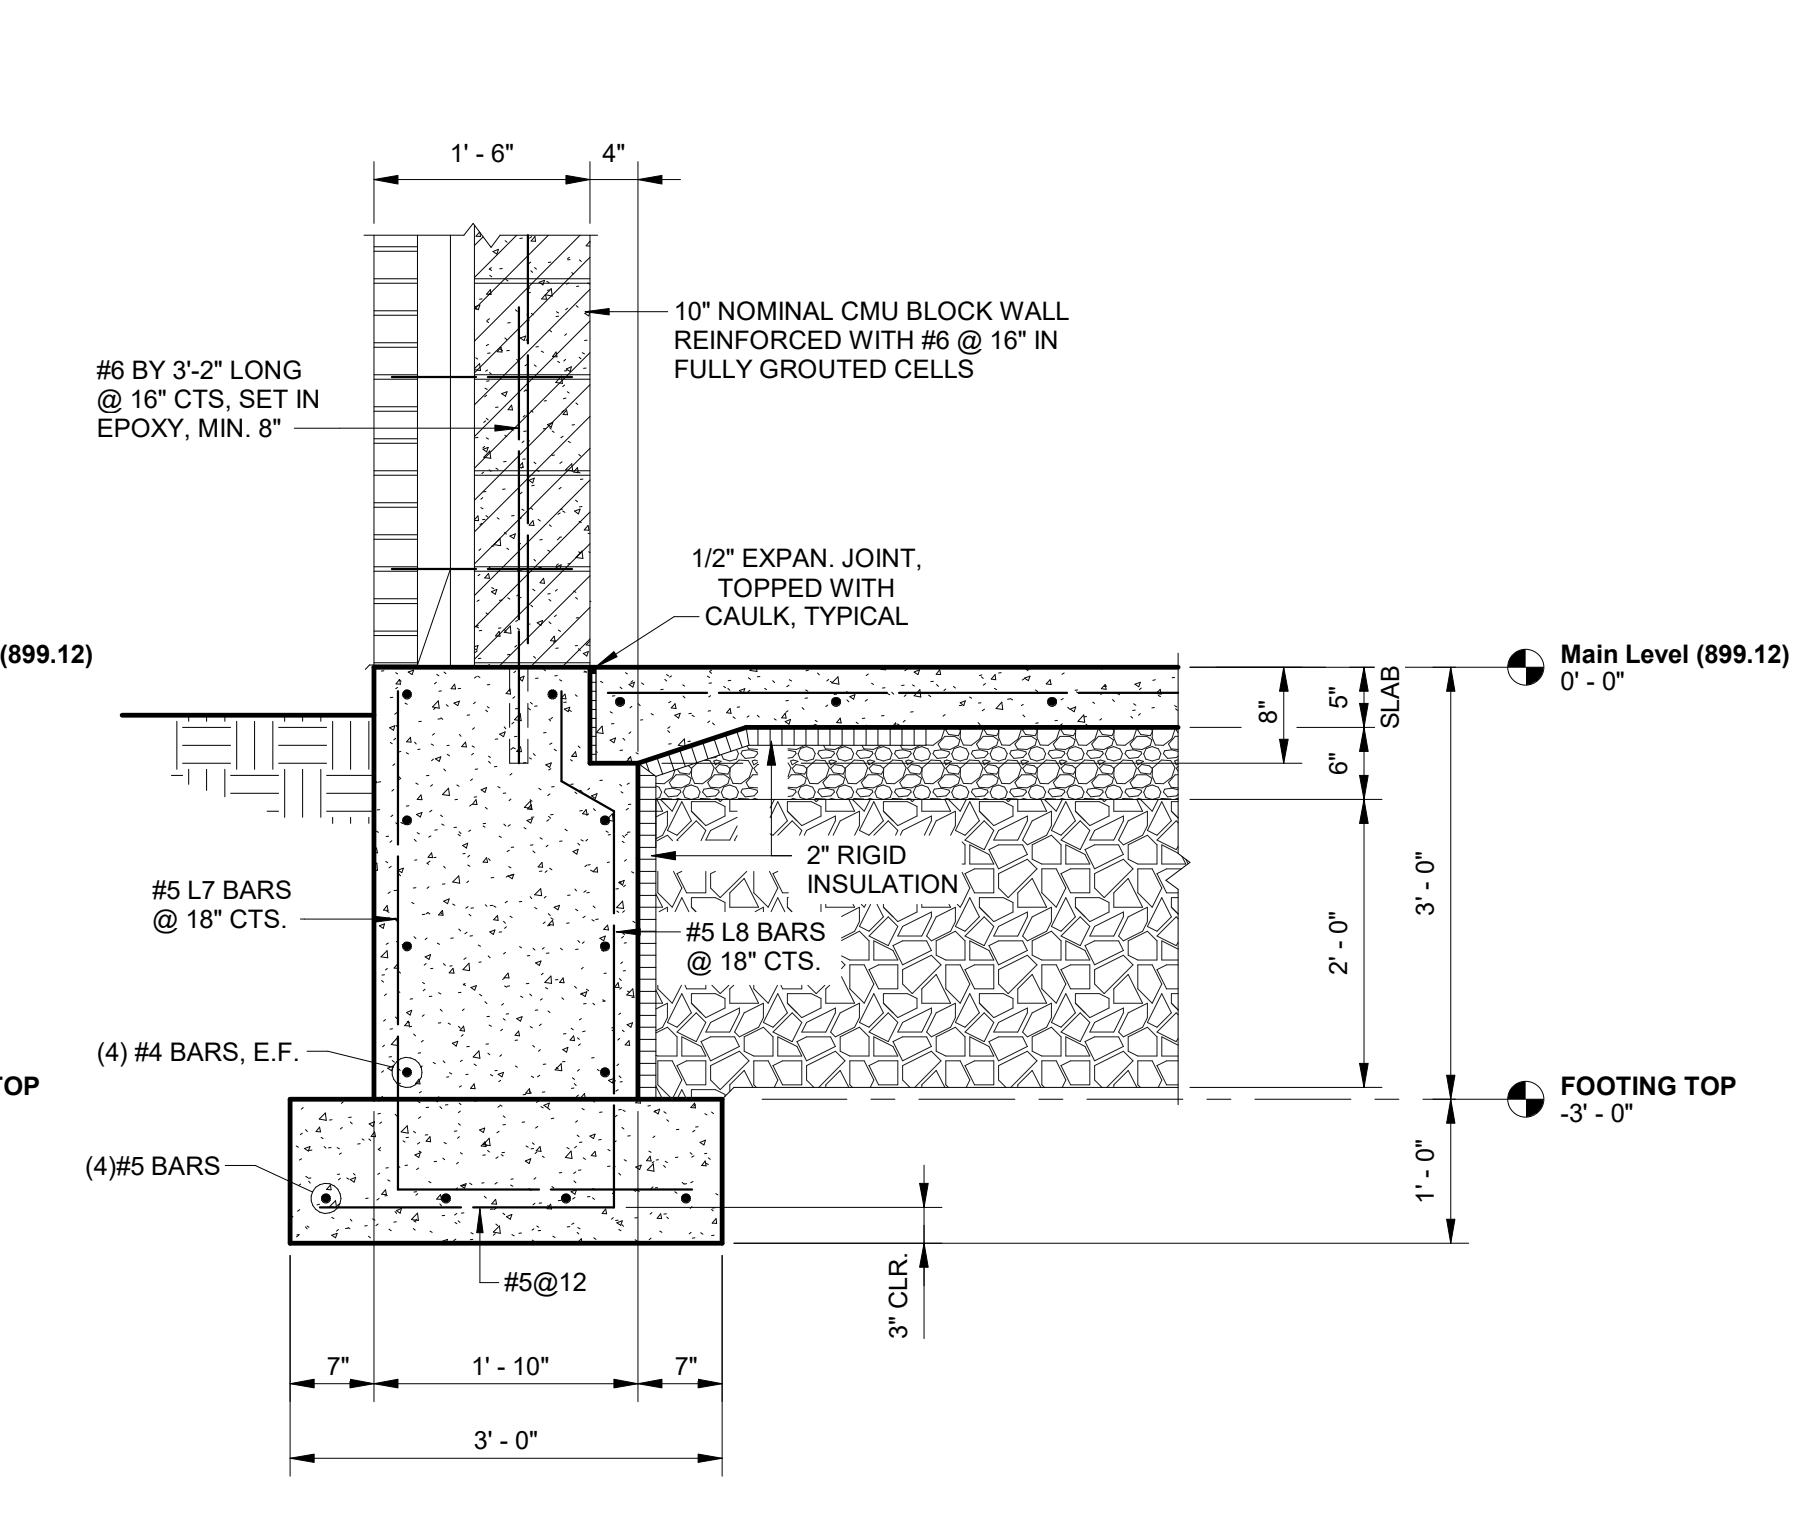 1' - 6"
4"
10" NOMINAL CMU BLOCK WALL
REINFORCED WITH #6 @ 16" IN
FULLY GROUTED CELLS
#6 BY 3'-2" LONG
@ 16" CTS, SET IN
EPOXY, MIN. 8"
1/2" EXPAN. JOINT,
TOPPED WITH
CAULK, TYPICAL
(899.12)
Main Level (899.12)
0' - 0"
8"
5"
SLAB
6"
2" RIGID
INSULATION
#5 L7 BARS
@ 18" CTS.
#5 L8 BARS
@ 18" CTS.
2' - 0"
3' - 0"
(4) #4 BARS, E.F.
TOP
FOOTING TOP
-3' - 0"
(4)#5 BARS
1' - 0"
#5@12
3" CLR.
7"
1' - 10"
7"
3' - 0"